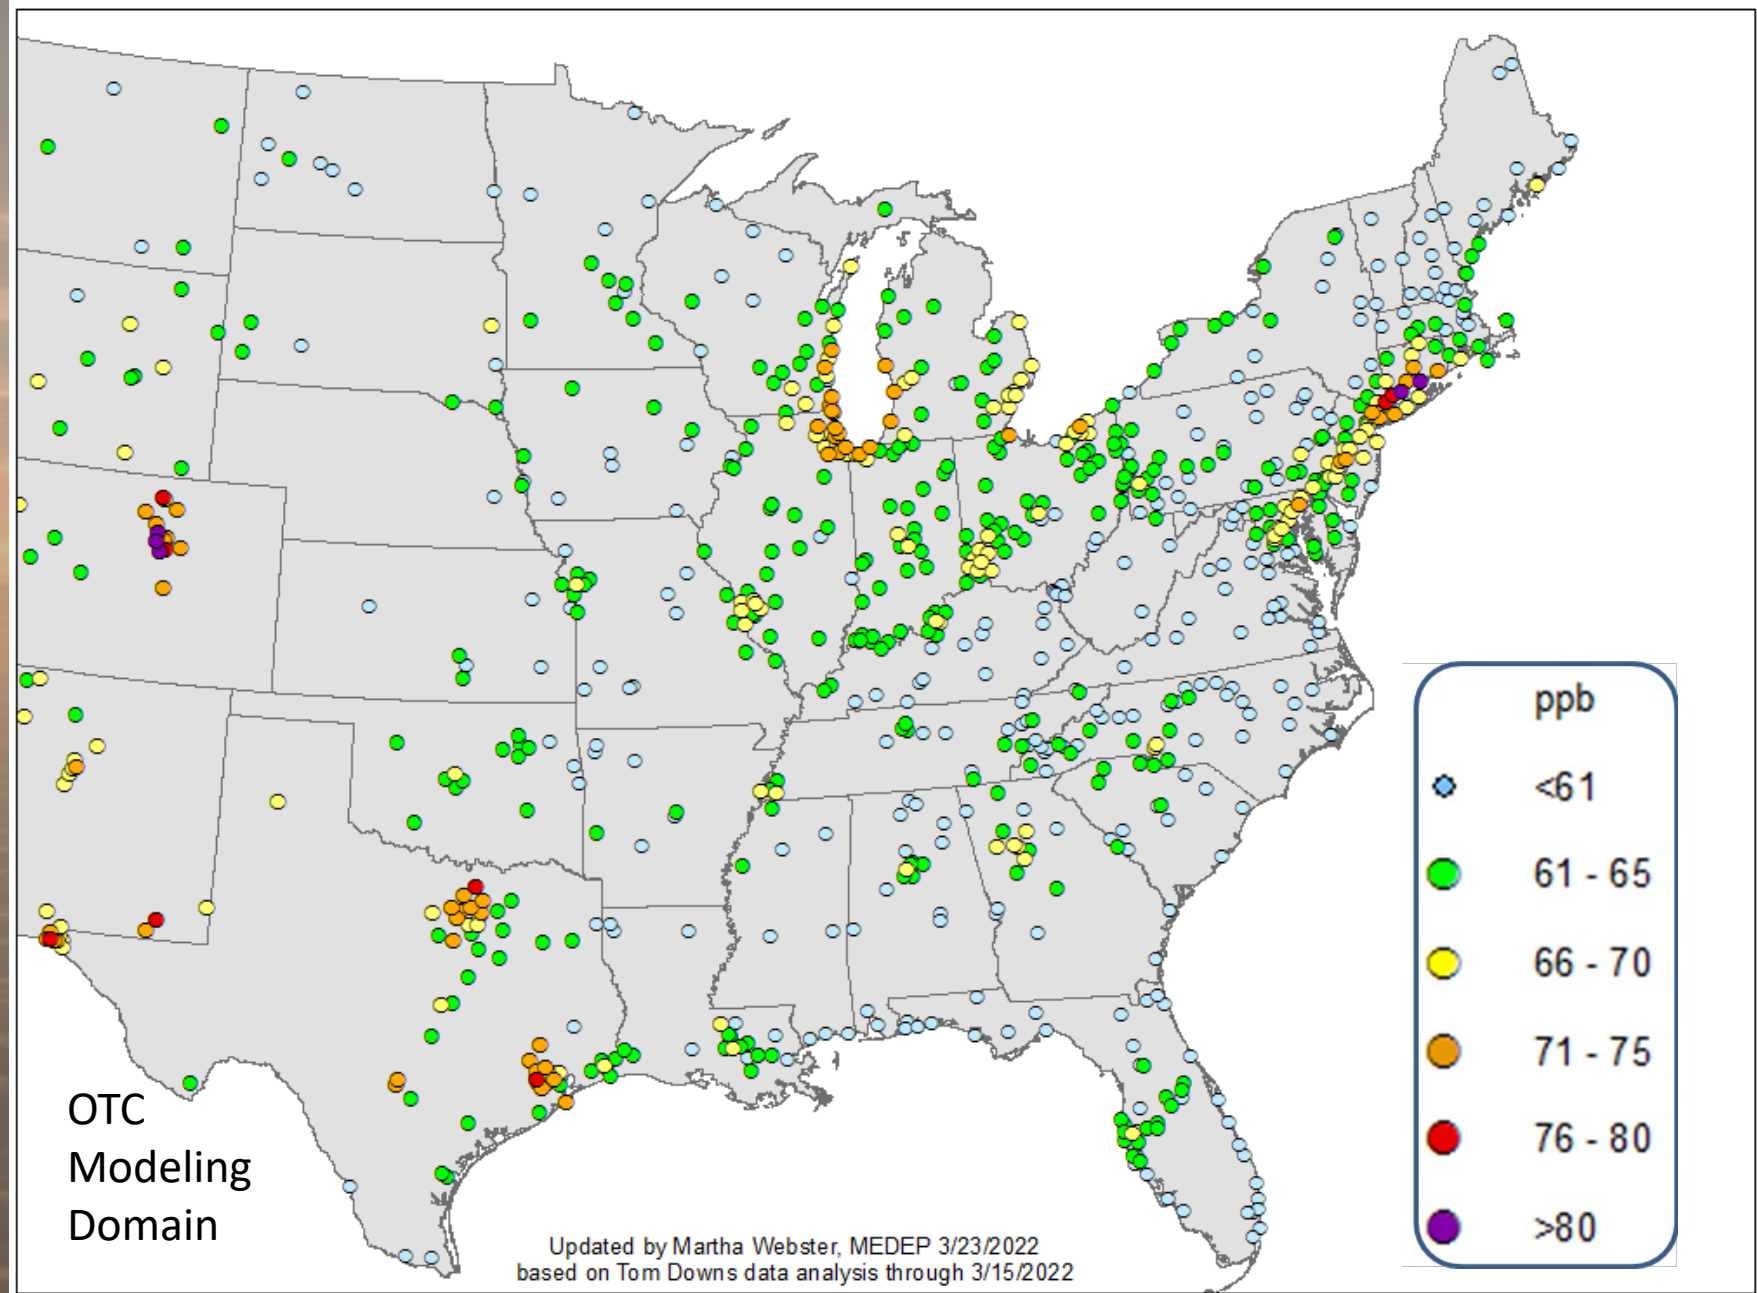 ppb
<61
61 - 65
66 - 70
71 - 75
76 - 80
>80
OTC
Modeling
Domain
Updated by Martha Webster, MEDEP 3/23/2022
based on Tom Downs data analysis through 3/15/2022